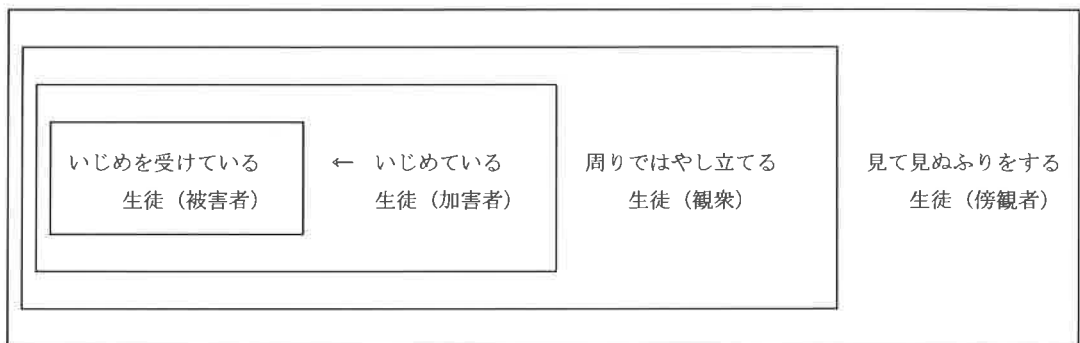 いじめを受けている ← いじめている 周りではやし立てる 見て見ぬふりをする
生徒（被害者） 生徒（加害者） 生徒（観衆） 生徒（傍観者）